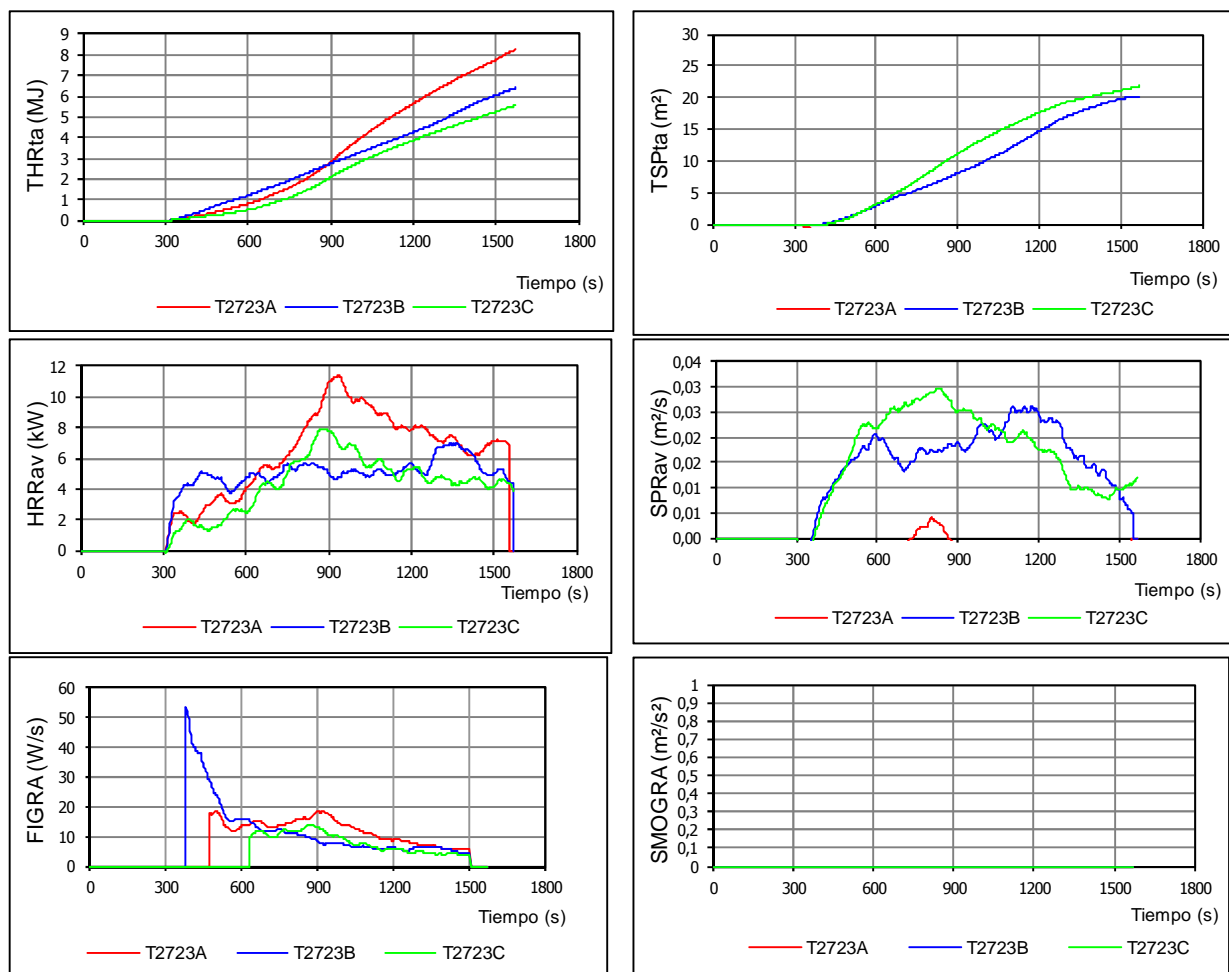 THRta (MJ)
9
8
7
6
5
4
3
2
1
0
0 300 600 900 1200 1500 1800
Tiempo (s)
T2723A T2723B T2723C
TSPta (m²)
30
25
20
15
10
5
0
0 300 600 900 1200 1500 1800
Tiempo (s)
T2723A T2723B T2723C
HRRav (kW)
12
10
8
6
4
2
0
0 300 600 900 1200 1500 1800
Tiempo (s)
T2723A T2723B T2723C
SPRav (m²/s)
0,04
0,03
0,03
0,02
0,02
0,01
0,01
0,00
0 300 600 900 1200 1500 1800
Tiempo (s)
T2723A T2723B T2723C
FIGRA (W/s)
60
50
40
30
20
10
0
0 300 600 900 1200 1500 1800
Tiempo (s)
T2723A T2723B T2723C
SMOGRA (m²/s²)
1
0,9
0,8
0,7
0,6
0,5
0,4
0,3
0,2
0,1
0
0 300 600 900 1200 1500 1800
Tiempo (s)
T2723A T2723B T2723C